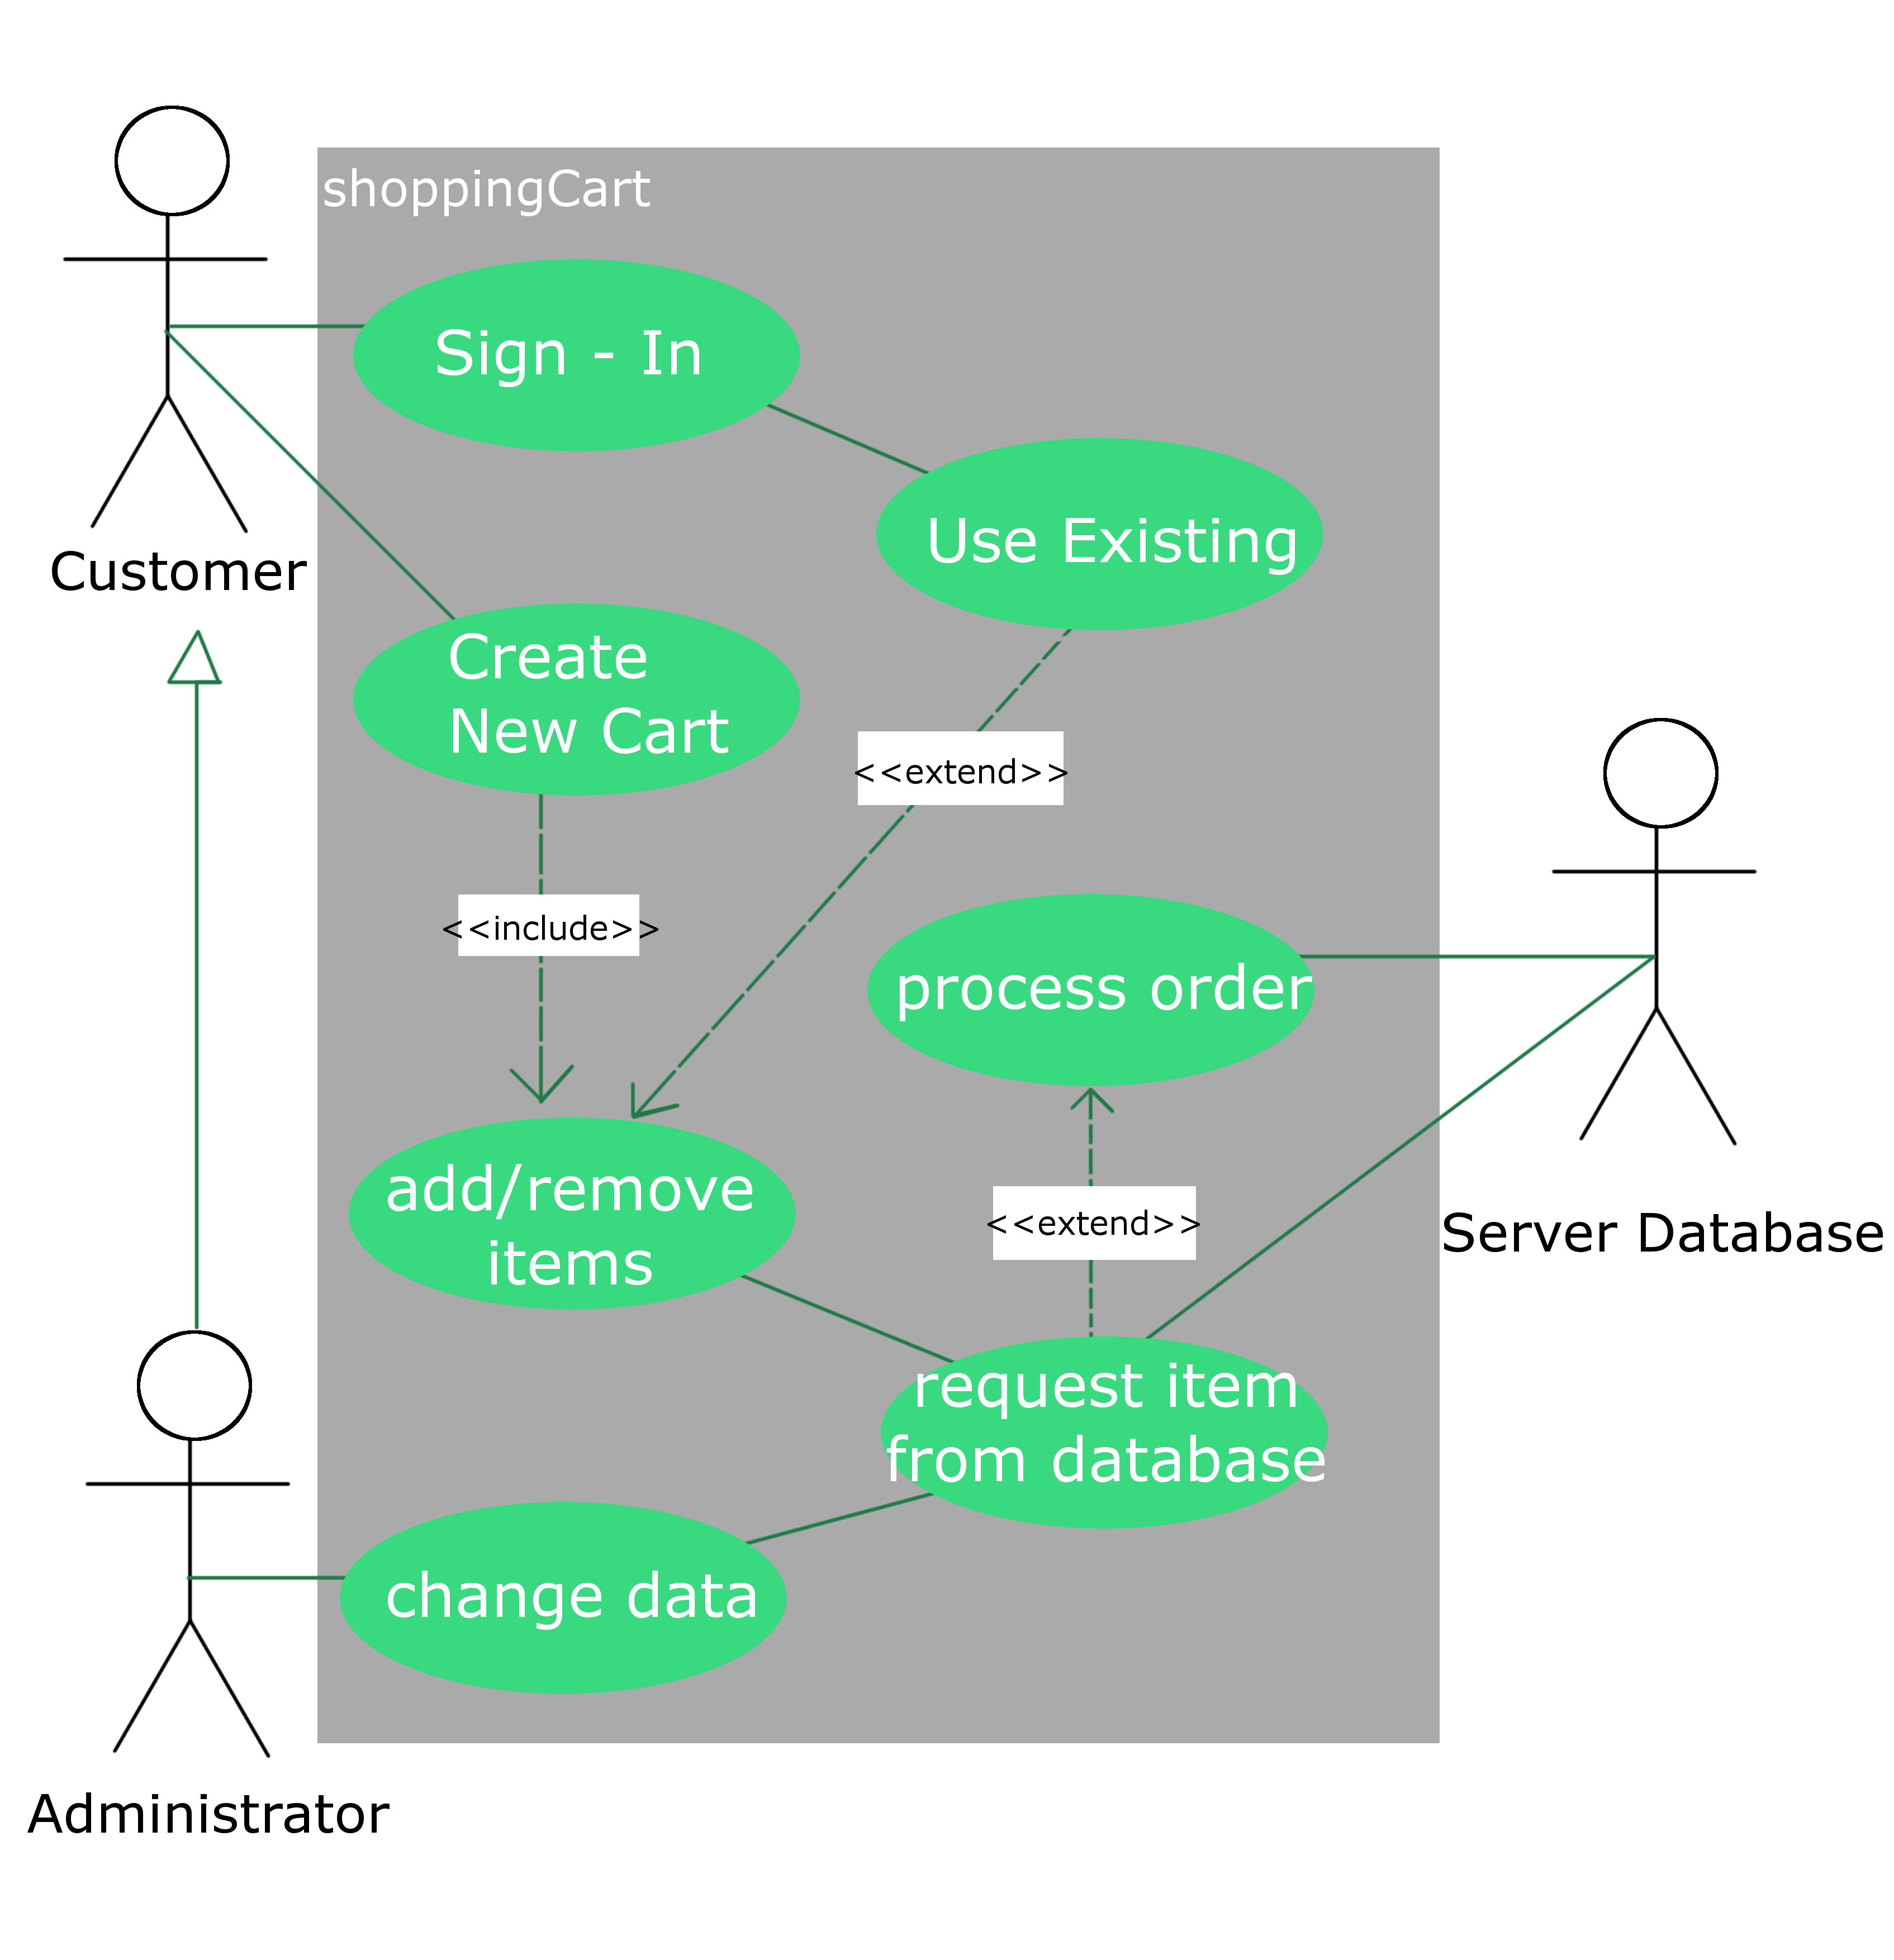 shoppingCart
Sign - In
Use Existing
Customer
Create
New Cart
<<extend>>
<<include>>
process order
add/remove
items
<<extend>>
Server Database
request item
from database
change data
Administrator